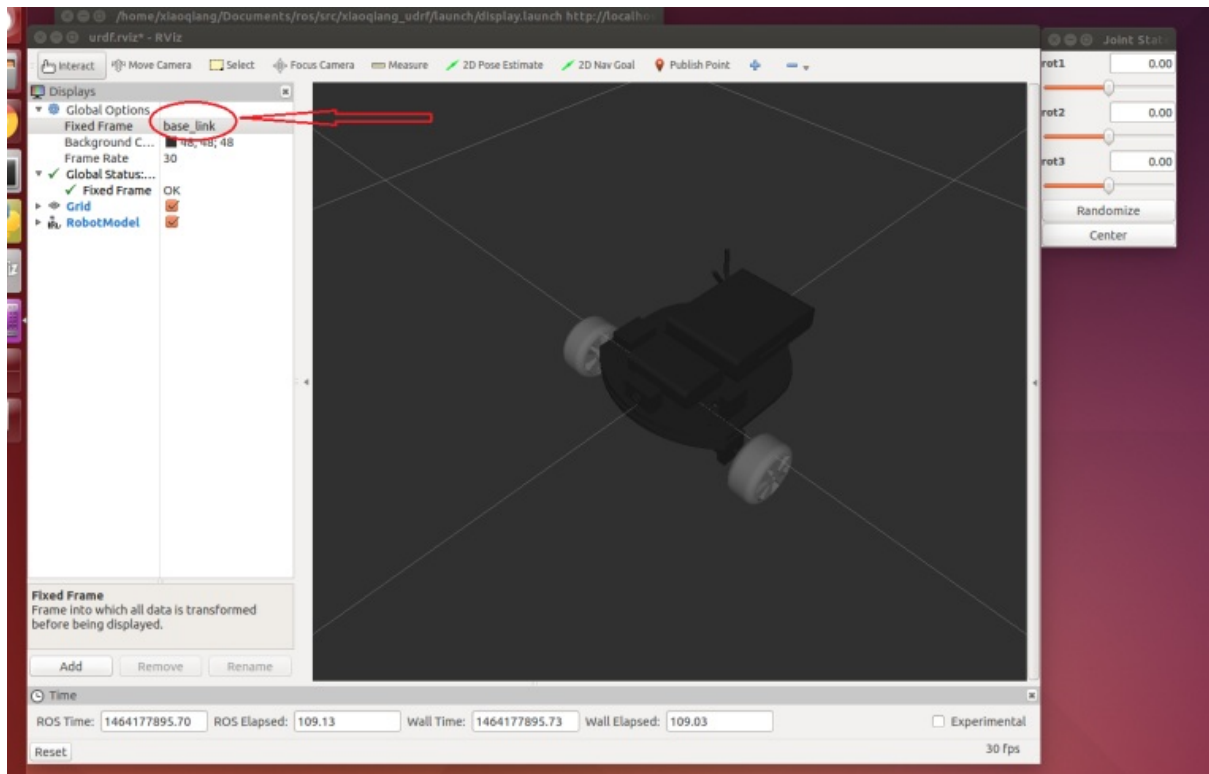 /home/xiaoqiang/Documents/ros/src/xiaoqiang_udrf/launch/display.launch http://localho
urdf.rviz* - RViz
Joint Stat
Interact Move Camera Select Focus Camera Measure 2D Pose Estimate 2D Nav Goal Publish Point
Displays
Global Options
Fixed Frame base_link
Background C... 48; 48; 48
Frame Rate 30
Global Status:...
Fixed Frame OK
Grid
RobotModel
rot1 0.00
rot2 0.00
rot3 0.00
Randomize
Center
Fixed Frame
Frame into which all data is transformed
before being displayed.
Add Remove Rename
Time
ROS Time: 1464177895.70 ROS Elapsed: 109.13 Wall Time: 1464177895.73 Wall Elapsed: 109.03 Experimental
Reset 30 fps